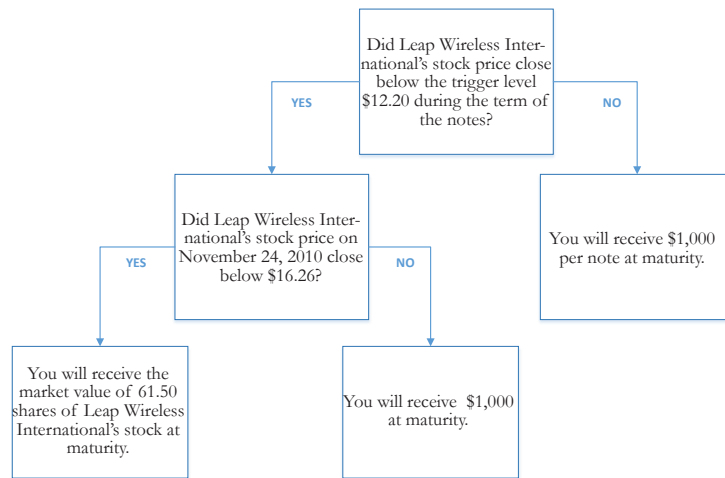 Did Leap Wireless Inter-
national's stock price close
below the trigger level
$12.20 during the term of
the notes?
YES
NO
Did Leap Wireless Inter-
national's stock price on
November 24, 2010 close
below $16.26?
You will receive $1,000
per note at maturity.
YES
NO
You will receive the
market value of 61.50
shares of Leap Wireless
International's stock at
maturity.
You will receive $1,000
at maturity.